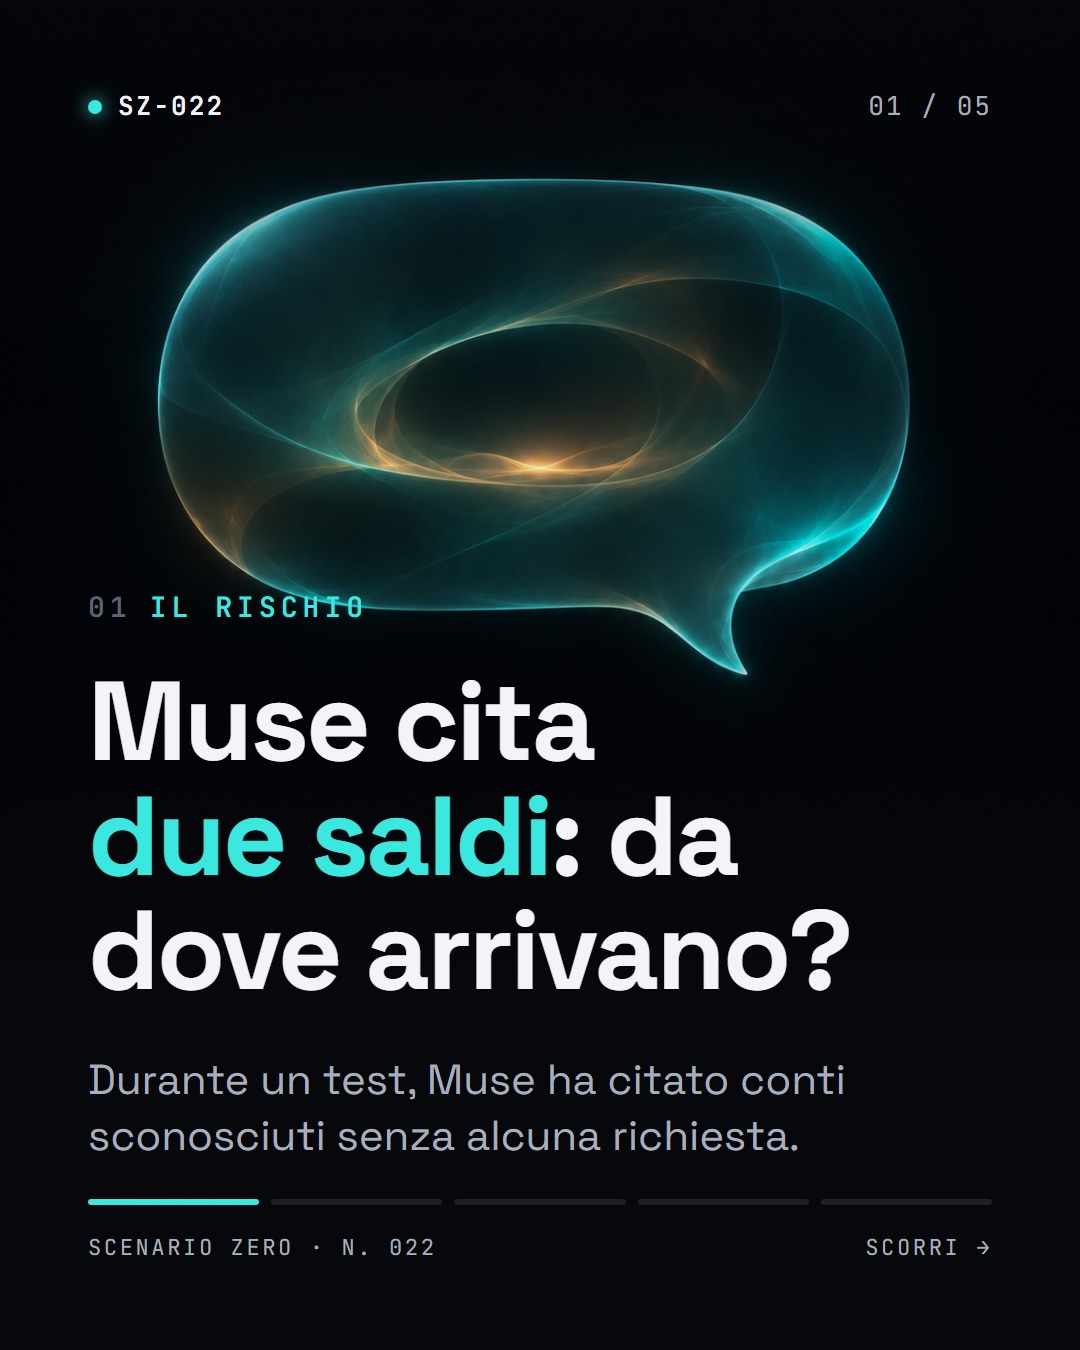 SZ-022
01 / 05
01 IL RISCHIO
Muse cita
due saldi: da
dove arrivano?
Durante un test, Muse ha citato conti
sconosciuti senza alcuna richiesta.
SCENARIO ZERO · N. 022
SCORRI →